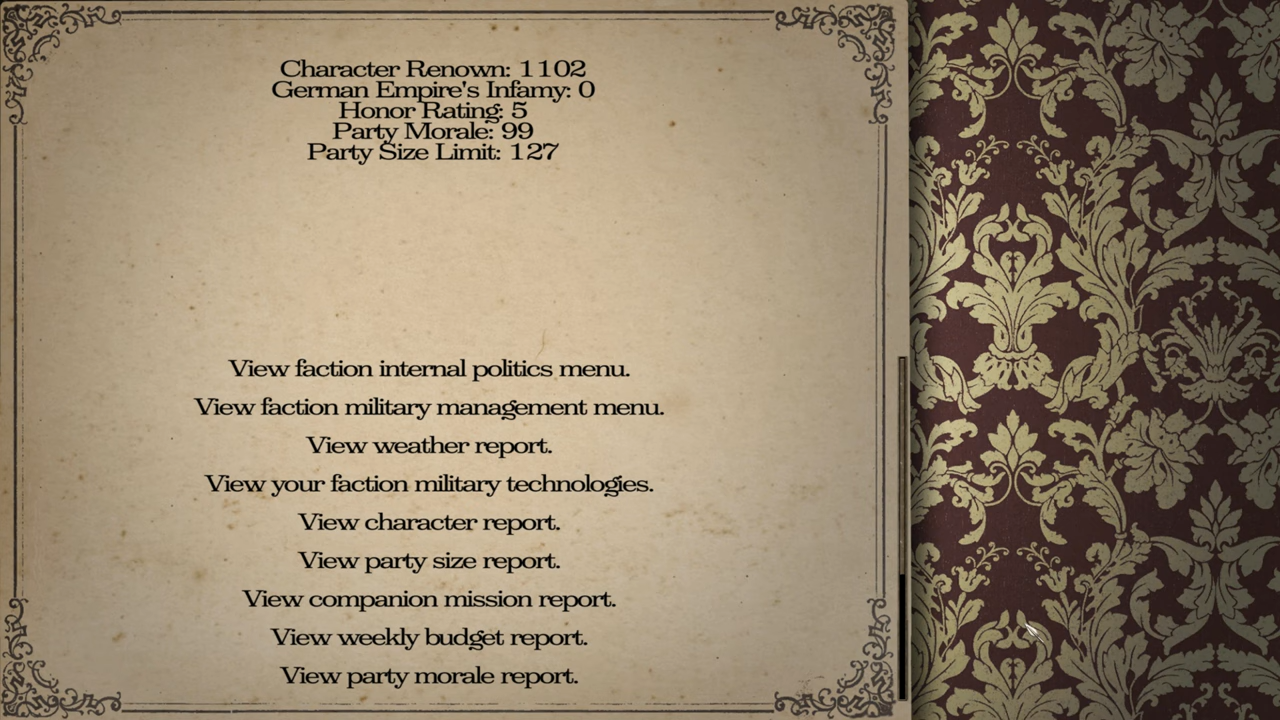 Character Renown: 1102
German Empire's Infamy: 0
Honor Rating: 5
Party Morale: 99
Party Size Limit: 127
View faction internal politics menu.
View faction military management menu.
View weather report.
View your faction military technologies.
View character report.
View party size report.
View companion mission report.
View weekly budget report.
View party morale report.